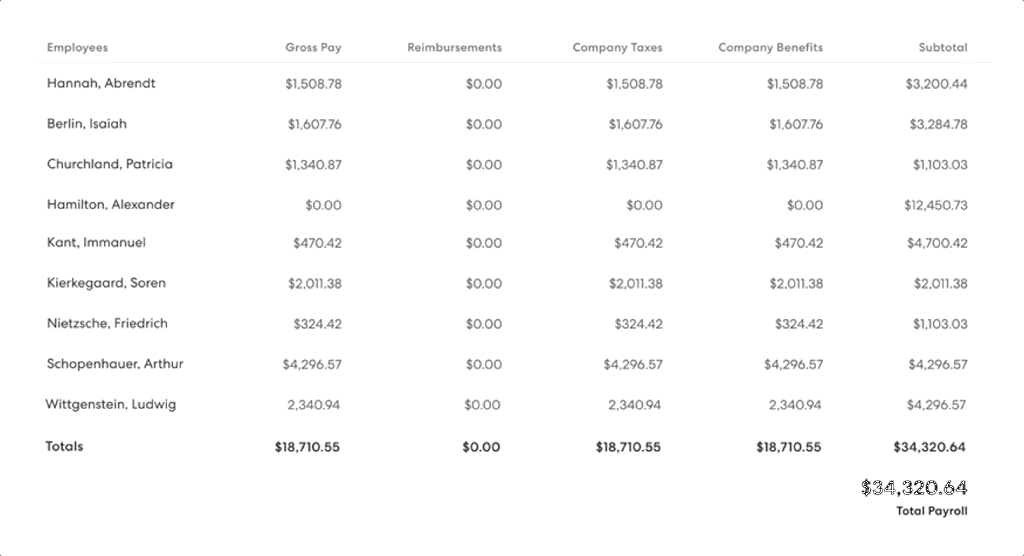 Employees Gross Pay Reimbursements Company Taxes Company Benefits Subtotal
Hannah, Abrendt $1,508.78 $0.00 $1,508.78 $1,508.78 $3,200.44
Berlin, Isaiah $1,607.76 $0.00 $1,607.76 $1,607.76 $3,284.78
Churchland, Patricia $1,340.87 $0.00 $1,340.87 $1,340.87 $1,103.03
Hamilton, Alexander $0.00 $0.00 $0.00 $0.00 $12,450.73
Kant, Immanuel $470.42 $0.00 $470.42 $470.42 $4,700.42
Kierkegaard, Soren $2,011.38 $0.00 $2,011.38 $2,011.38 $2,011.38
Nietzsche, Friedrich $324.42 $0.00 $324.42 $324.42 $1,103.03
Schopenhauer, Arthur $4,296.57 $0.00 $4,296.57 $4,296.57 $4,296.57
Wittgenstein, Ludwig 2,340.94 $0.00 2,340.94 2,340.94 $4,296.57
Totals $18,710.55 $0.00 $18,710.55 $18,710.55 $34,320.64
$34,320.64
Total Payroll